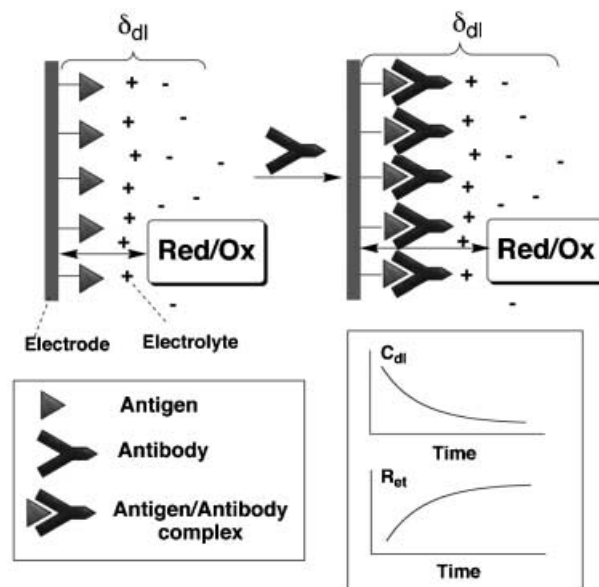 δdl
δdl
+ -
+ -
Red/Ox
Red/Ox
Electrode
Electrolyte
Antigen
Antibody
Antigen/Antibody
complex
Cdl
Time
Ret
Time